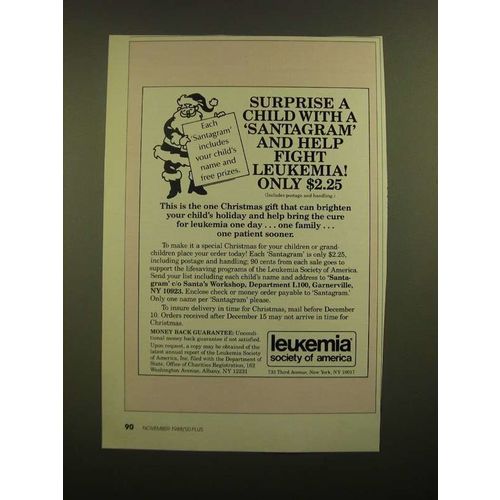 SURPRISE A
CHILD WITH A
'SANTAGRAM'
AND HELP
FIGHT
LEUKEMIA!
ONLY $2.25
(Includes postage and handling.)
Each
'Santagram'
includes
your child's
name and
free prizes.
This is the one Christmas gift that can brighten
your child's holiday and help bring the cure
for leukemia one day . . . one family . . .
one patient sooner.
To make it a special Christmas for your children or grand-
children place your order today! Each 'Santagram' is only $2.25,
including postage and handling; 90 cents from each sale goes to
support the lifesaving programs of the Leukemia Society of America.
Send your list including each child's name and address to 'Santa-
gram' c/o Santa's Workshop, Department L100, Garnerville,
NY 10923. Enclose check or money order payable to 'Santagram.'
Only one name per 'Santagram' please.
To insure delivery in time for Christmas, mail before December
10. Orders received after December 15 may not arrive in time for
Christmas.
MONEY BACK GUARANTEE: Uncondi-
tional money back guarantee if not satisfied.
Upon request, a copy may be obtained of the
latest annual report of the Leukemia Society
of America, Inc. filed with the Department of
State, Office of Charities Registration, 162
Washington Avenue, Albany, NY 12231
leukemia
society of america
733 Third Avenue, New York, NY 10017
90 NOVEMBER 1988/50 PLUS